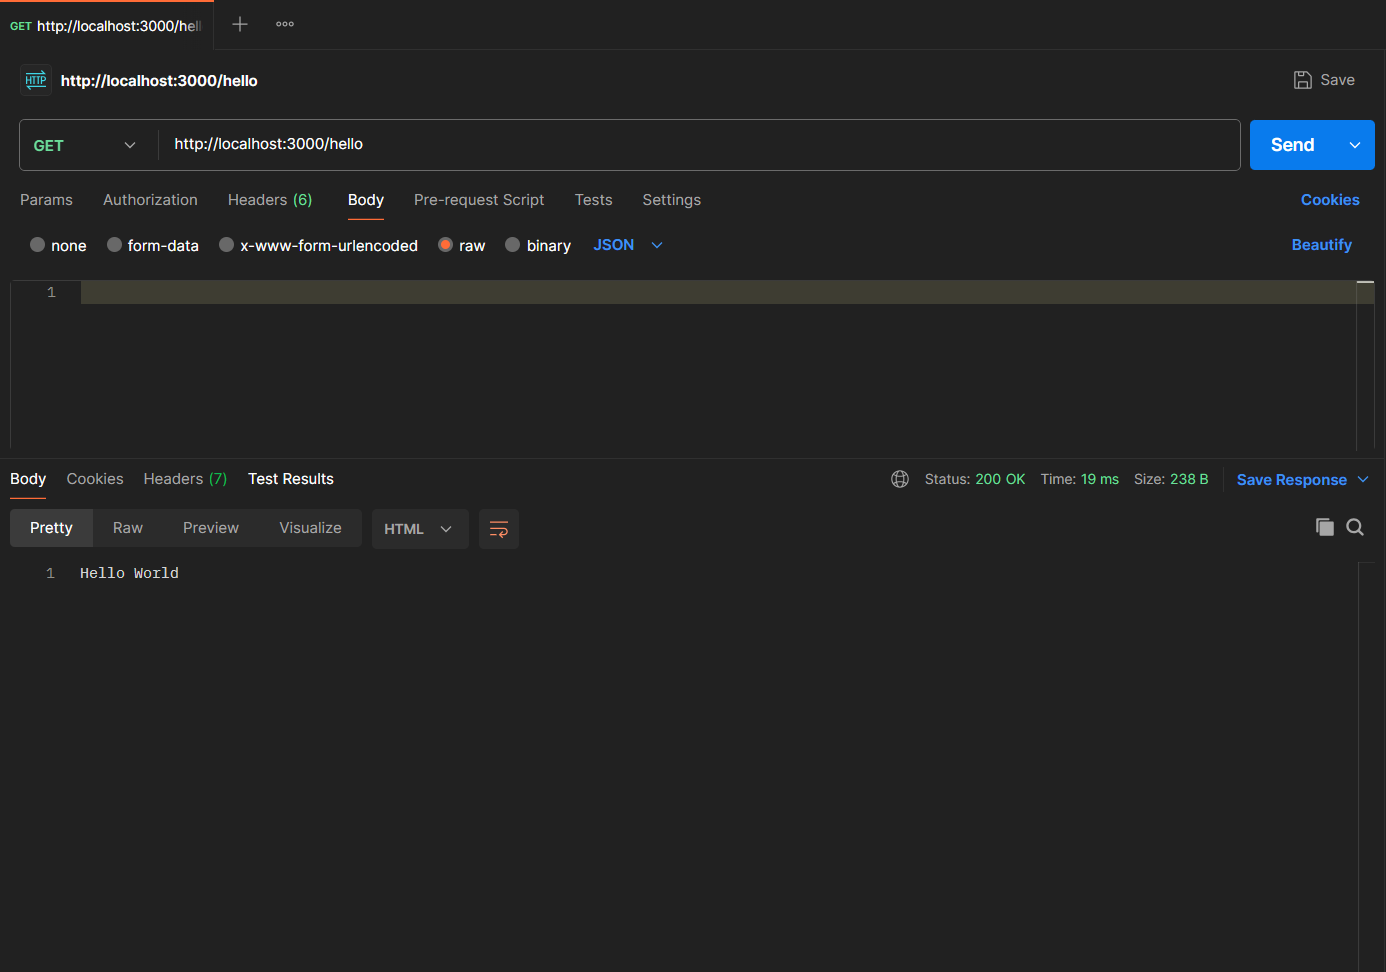 GET http://localhost:3000/hell
HTTP http://localhost:3000/hello
Save
GET http://localhost:3000/hello
Send
Params Authorization Headers (6) Body Pre-request Script Tests Settings Cookies
none form-data x-www-form-urlencoded raw binary JSON Beautify
1
Body Cookies Headers (7) Test Results Status: 200 OK Time: 19 ms Size: 238 B Save Response
Pretty Raw Preview Visualize HTML
1 Hello World